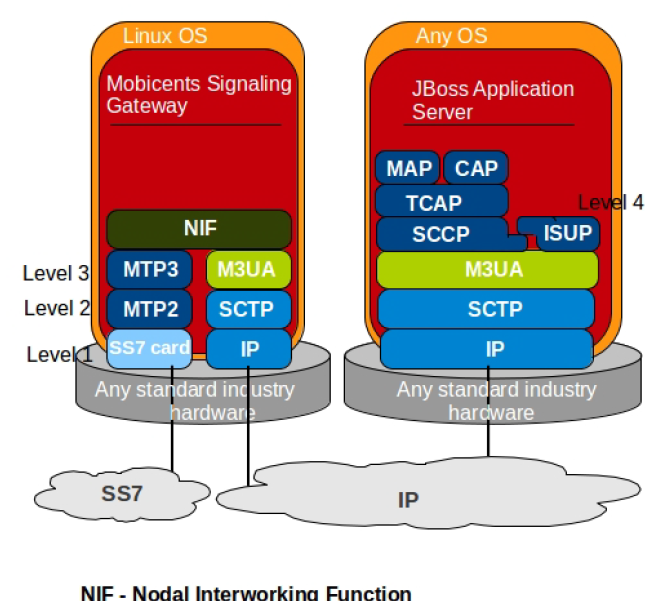 Linux OS
Any OS
Mobicents Signaling
Gateway
JBoss Application
Server
MAP
CAP
TCAP
Level 4
NIF
SCCP
ISUP
Level 3
MTP3
M3UA
M3UA
Level 2
MTP2
SCTP
SCTP
Level 1
SS7 card
IP
IP
Any standard industry
hardware
Any standard industry
hardware
SS7
IP
NIF - Nodal Interworking Function